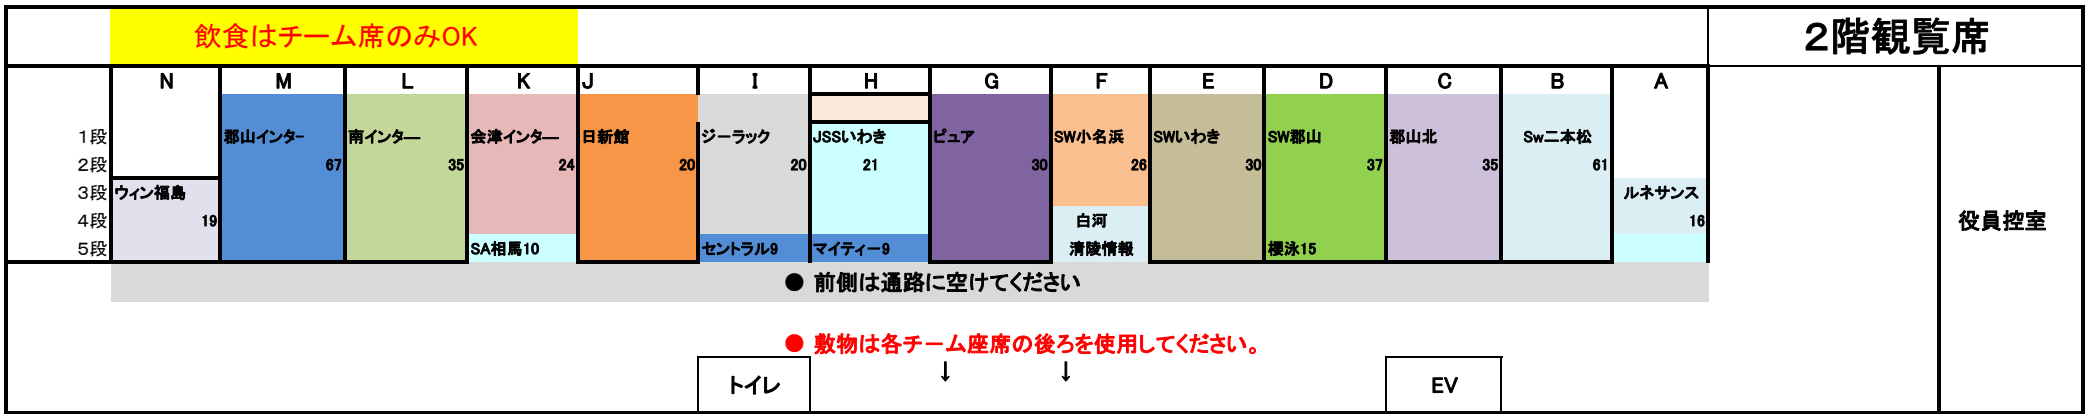 飲食はチーム席のみOK
2階観覧席
N M L K J I H G F E D C B A
1段 郡山インター 南インター 会津インター 日新館 ジーラック JSSいわき ピュア SW小名浜 SWいわき SW郡山 郡山北 Sw二本松
2段 67 35 24 20 20 21 30 26 30 37 35 61
3段 ウィン福島 ルネサンス
4段 19 白河 16
役員控室
5段 SA相馬10 セントラル9 マイティー9 清陵情報 櫻泳15
● 前側は通路に空けてください
● 敷物は各チーム座席の後ろを使用してください。
↓ ↓
トイレ EV